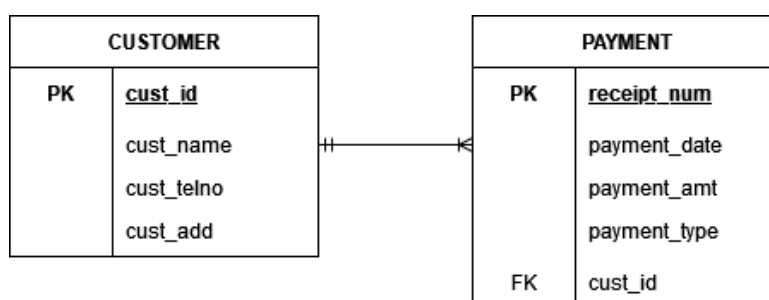 CUSTOMER
PK cust_id
cust_name
cust_telno
cust_add
PAYMENT
PK receipt_num
payment_date
payment_amt
payment_type
FK cust_id